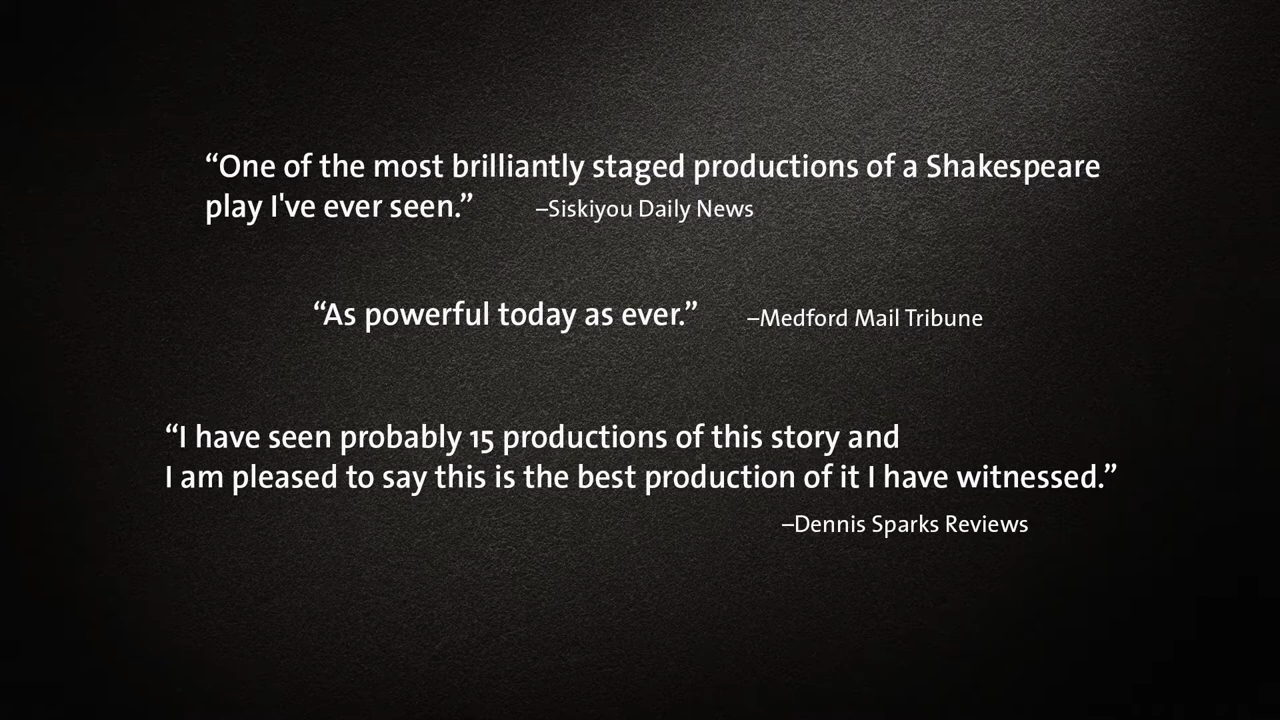 “One of the most brilliantly staged productions of a Shakespeare
play I've ever seen.” –Siskiyou Daily News
“As powerful today as ever.” –Medford Mail Tribune
“I have seen probably 15 productions of this story and
I am pleased to say this is the best production of it I have witnessed.”
–Dennis Sparks Reviews